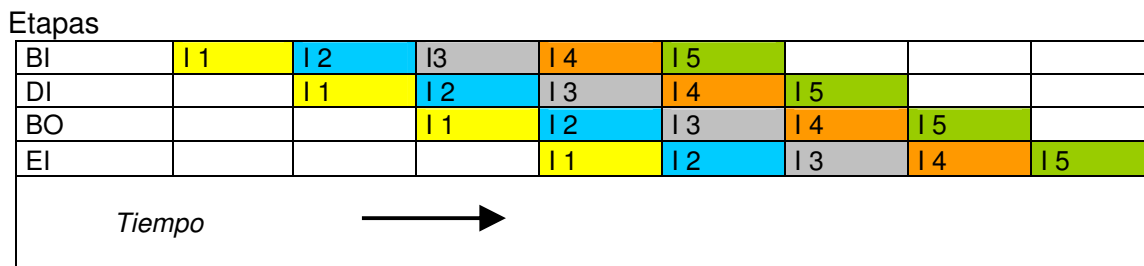 Etapas
BI I 1 I 2 I3 I 4 I 5
DI I 1 I 2 I 3 I 4 I 5
BO I 1 I 2 I 3 I 4 I 5
EI I 1 I 2 I 3 I 4 I 5
Tiempo